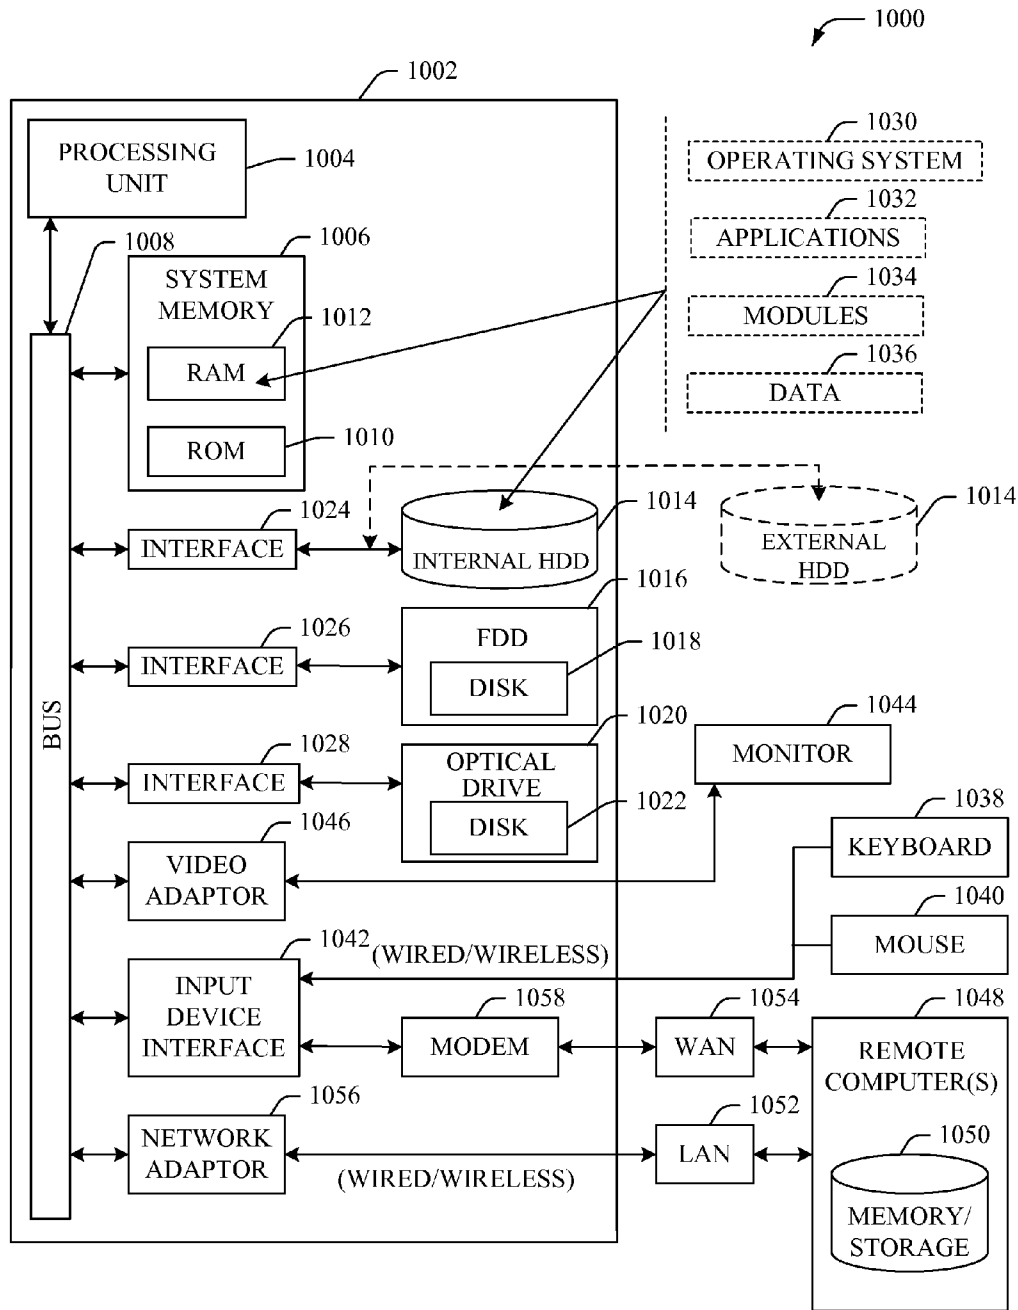 1000
1002
PROCESSING
UNIT
1004
1030
OPERATING SYSTEM
1032
APPLICATIONS
1034
MODULES
1036
DATA
1008
1006
SYSTEM
MEMORY
1012
RAM
1010
ROM
1024
INTERFACE
1014
INTERNAL HDD
1014
EXTERNAL
HDD
1026
INTERFACE
1016
FDD
1018
DISK
BUS
1028
INTERFACE
1020
OPTICAL
DRIVE
1022
DISK
1044
MONITOR
1046
VIDEO
ADAPTOR
1038
KEYBOARD
1040
MOUSE
1042
(WIRED/WIRELESS)
INPUT
DEVICE
INTERFACE
1058
MODEM
1054
WAN
1048
REMOTE
COMPUTER(S)
1056
NETWORK
ADAPTOR
(WIRED/WIRELESS)
1052
LAN
1050
MEMORY/
STORAGE